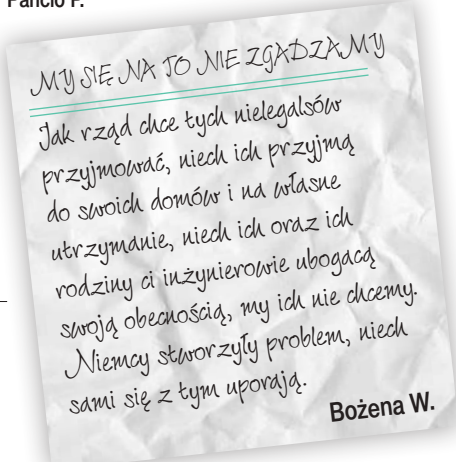 Pancio P.
MY SIĘ NA TO NIE ZGADZAMY
Jak rząd chce tych nielegalsów
przyjmować, niech ich przyjmą
do swoich domów i na własne
utrzymanie, niech ich oraz ich
rodziny ci inżynierowie ubogacą
swoją obecnością, my ich nie chcemy.
Niemcy stworzyły problem, niech
sami się z tym uporają.
Bożena W.